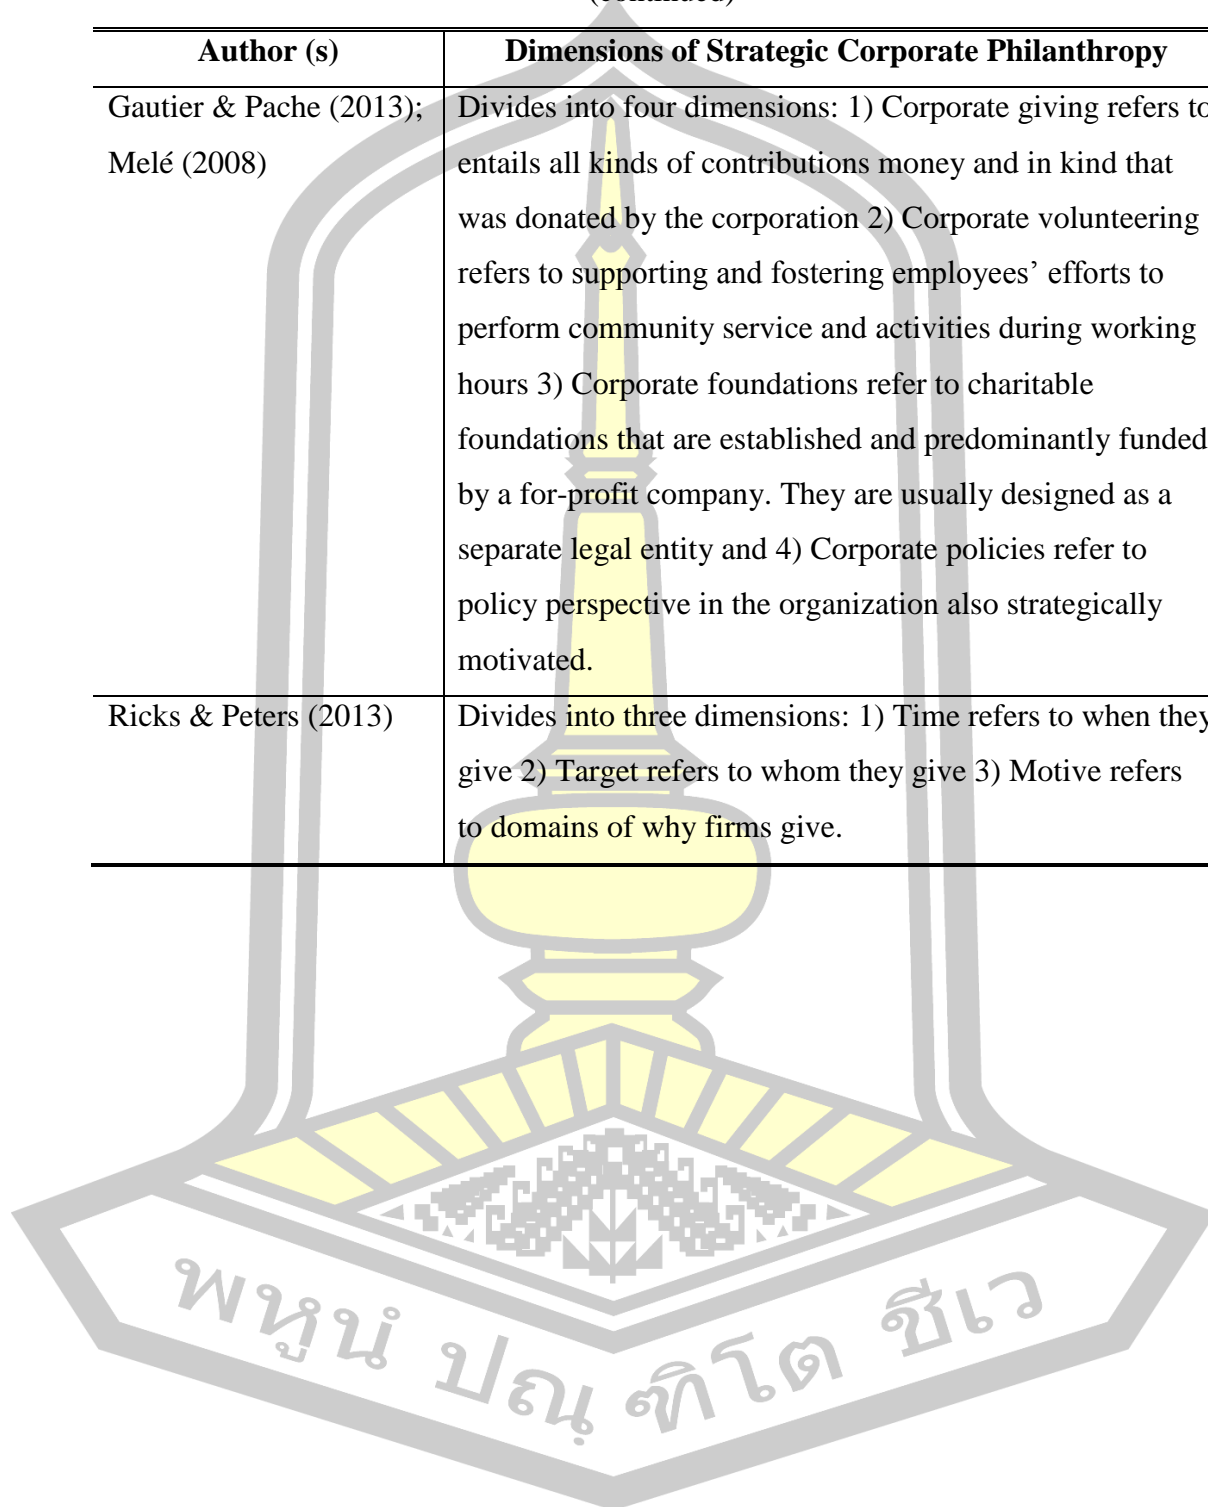 (continued)
Author (s) Dimensions of Strategic Corporate Philanthropy
Gautier & Pache (2013); Divides into four dimensions: 1) Corporate giving refers to
Melé (2008) entails all kinds of contributions money and in kind that
was donated by the corporation 2) Corporate volunteering
refers to supporting and fostering employees’ efforts to
perform community service and activities during working
hours 3) Corporate foundations refer to charitable
foundations that are established and predominantly funded
by a for-profit company. They are usually designed as a
separate legal entity and 4) Corporate policies refer to
policy perspective in the organization also strategically
motivated.
Ricks & Peters (2013) Divides into three dimensions: 1) Time refers to when they
give 2) Target refers to whom they give 3) Motive refers
to domains of why firms give.
พหูนํ ปณฺ ฑิโต ชีเว